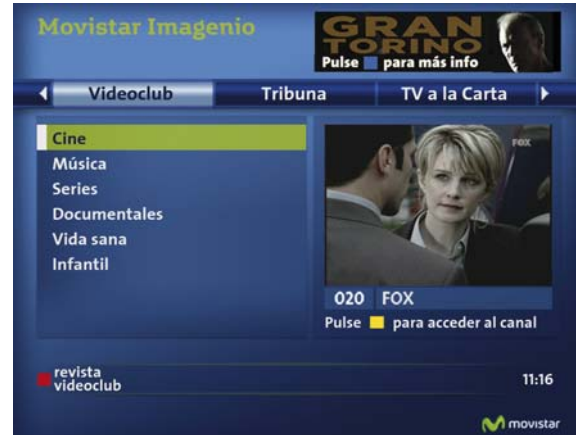 Movistar Imagenio
GRAN
TORINO
Pulse para más info
Videoclub Tribuna TV a la Carta
Cine
Música
Series
Documentales
Vida sana
Infantil
FOX
020 FOX
Pulse para acceder al canal
revista
videoclub
11:16
movistar